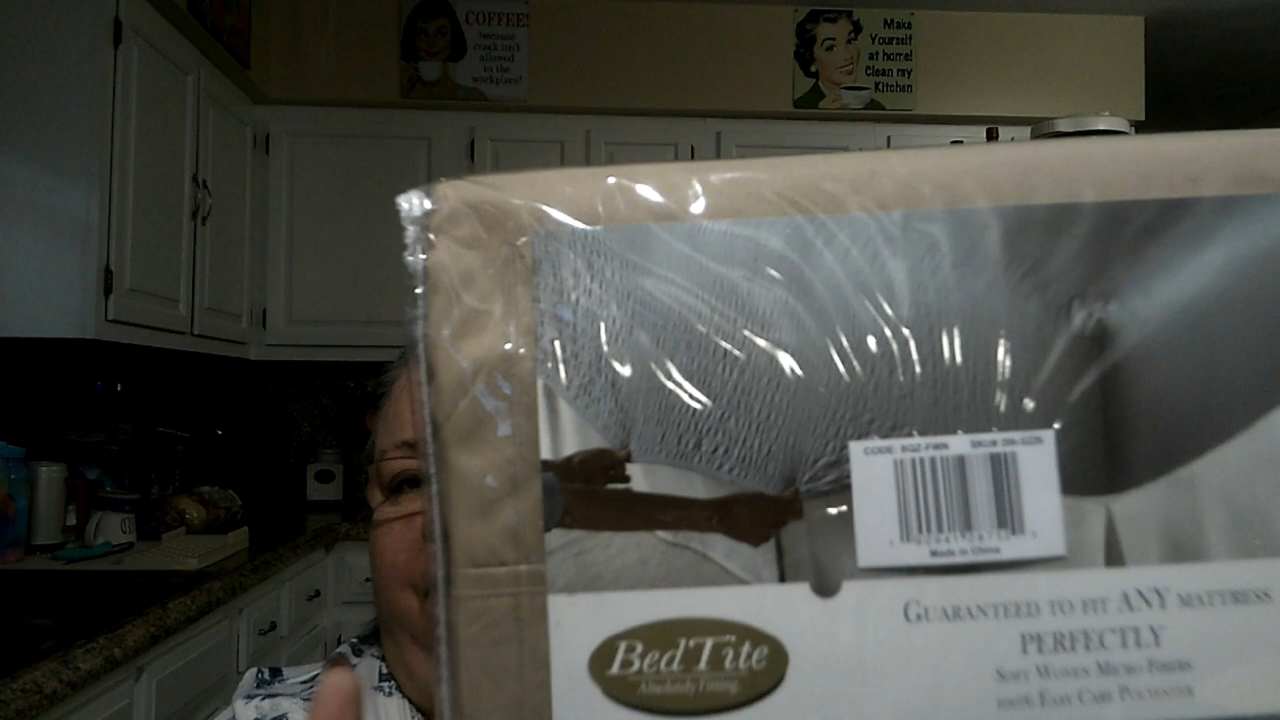 COFFEE!
because
crack isn't
allowed
in the
workplace!
Make
Yourself
at home!
Clean my
Kitchen
CODE: SKU#
Made in China
GUARANTEED TO FIT ANY MATTRESS
PERFECTLY
SOFT WOVEN MICRO FIBERS
100% EASY CARE POLYESTER
BedTite
Absolutely Fitting